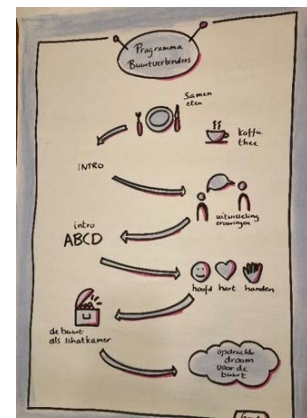 Programma
Buurtverbinders
Samen
eten
koffie
thee
INTRO
uitwisseling
ervaringen
intro
ABCD
hoofd hart handen
de buurt
als schatkamer
opdracht:
droom
voor de
buurt